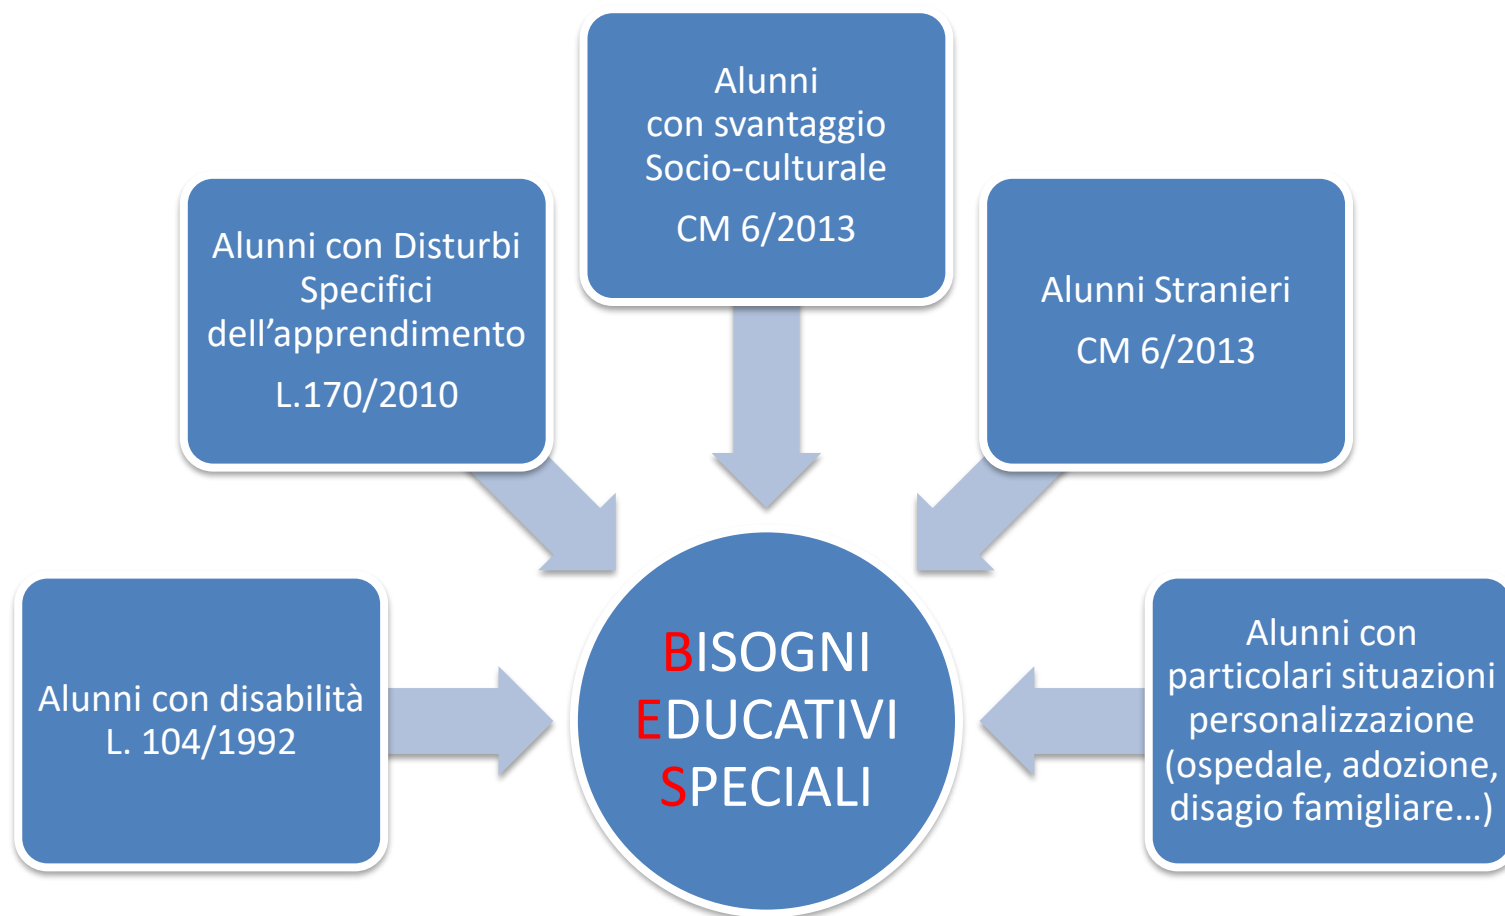 Alunni
con svantaggio
Socio-culturale
CM 6/2013
Alunni con Disturbi
Specifici
dell’apprendimento
L.170/2010
Alunni Stranieri
CM 6/2013
Alunni con disabilità
L. 104/1992
BISOGNI
EDUCATIVI
SPECIALI
Alunni con
particolari situazioni
personalizzazione
(ospedale, adozione,
disagio famigliare…)